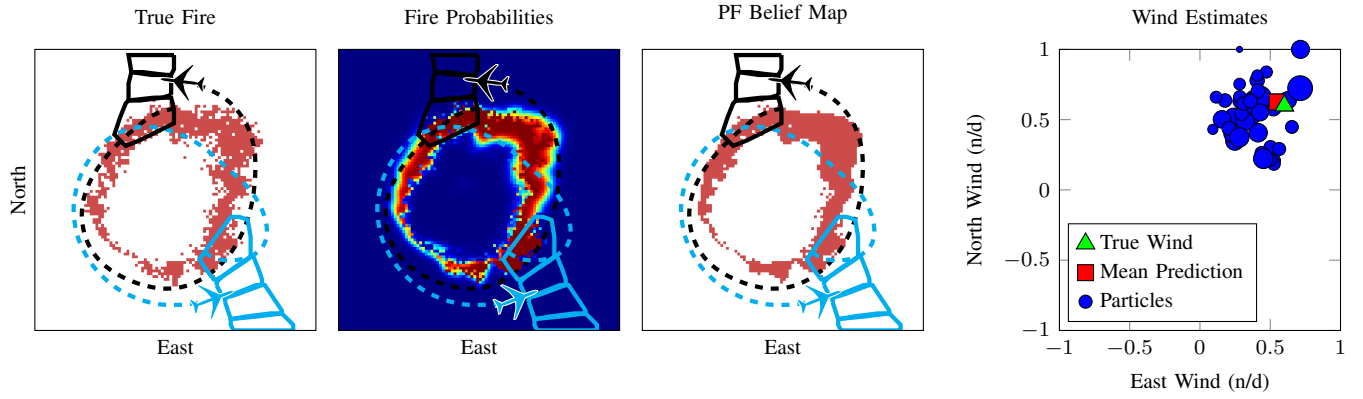 True Fire
Fire Probabilities
PF Belief Map
Wind Estimates
North
East
East
East
North Wind (n/d)
1
0.5
0
−0.5
−1
True Wind
Mean Prediction
Particles
−1
−0.5
0
0.5
1
East Wind (n/d)